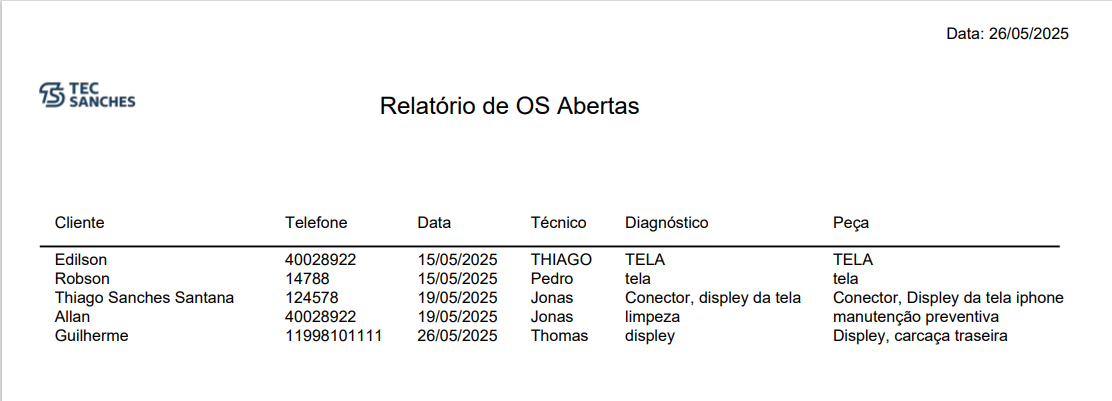 Data: 26/05/2025
TEC
SANCHES
Relatório de OS Abertas
Cliente Telefone Data Técnico Diagnóstico Peça
Edilson 40028922 15/05/2025 THIAGO TELA TELA
Robson 14788 15/05/2025 Pedro tela tela
Thiago Sanches Santana 124578 19/05/2025 Jonas Conector, displey da tela Conector, Displey da tela iphone
Allan 40028922 19/05/2025 Jonas limpeza manutenção preventiva
Guilherme 11998101111 26/05/2025 Thomas displey Displey, carcaça traseira